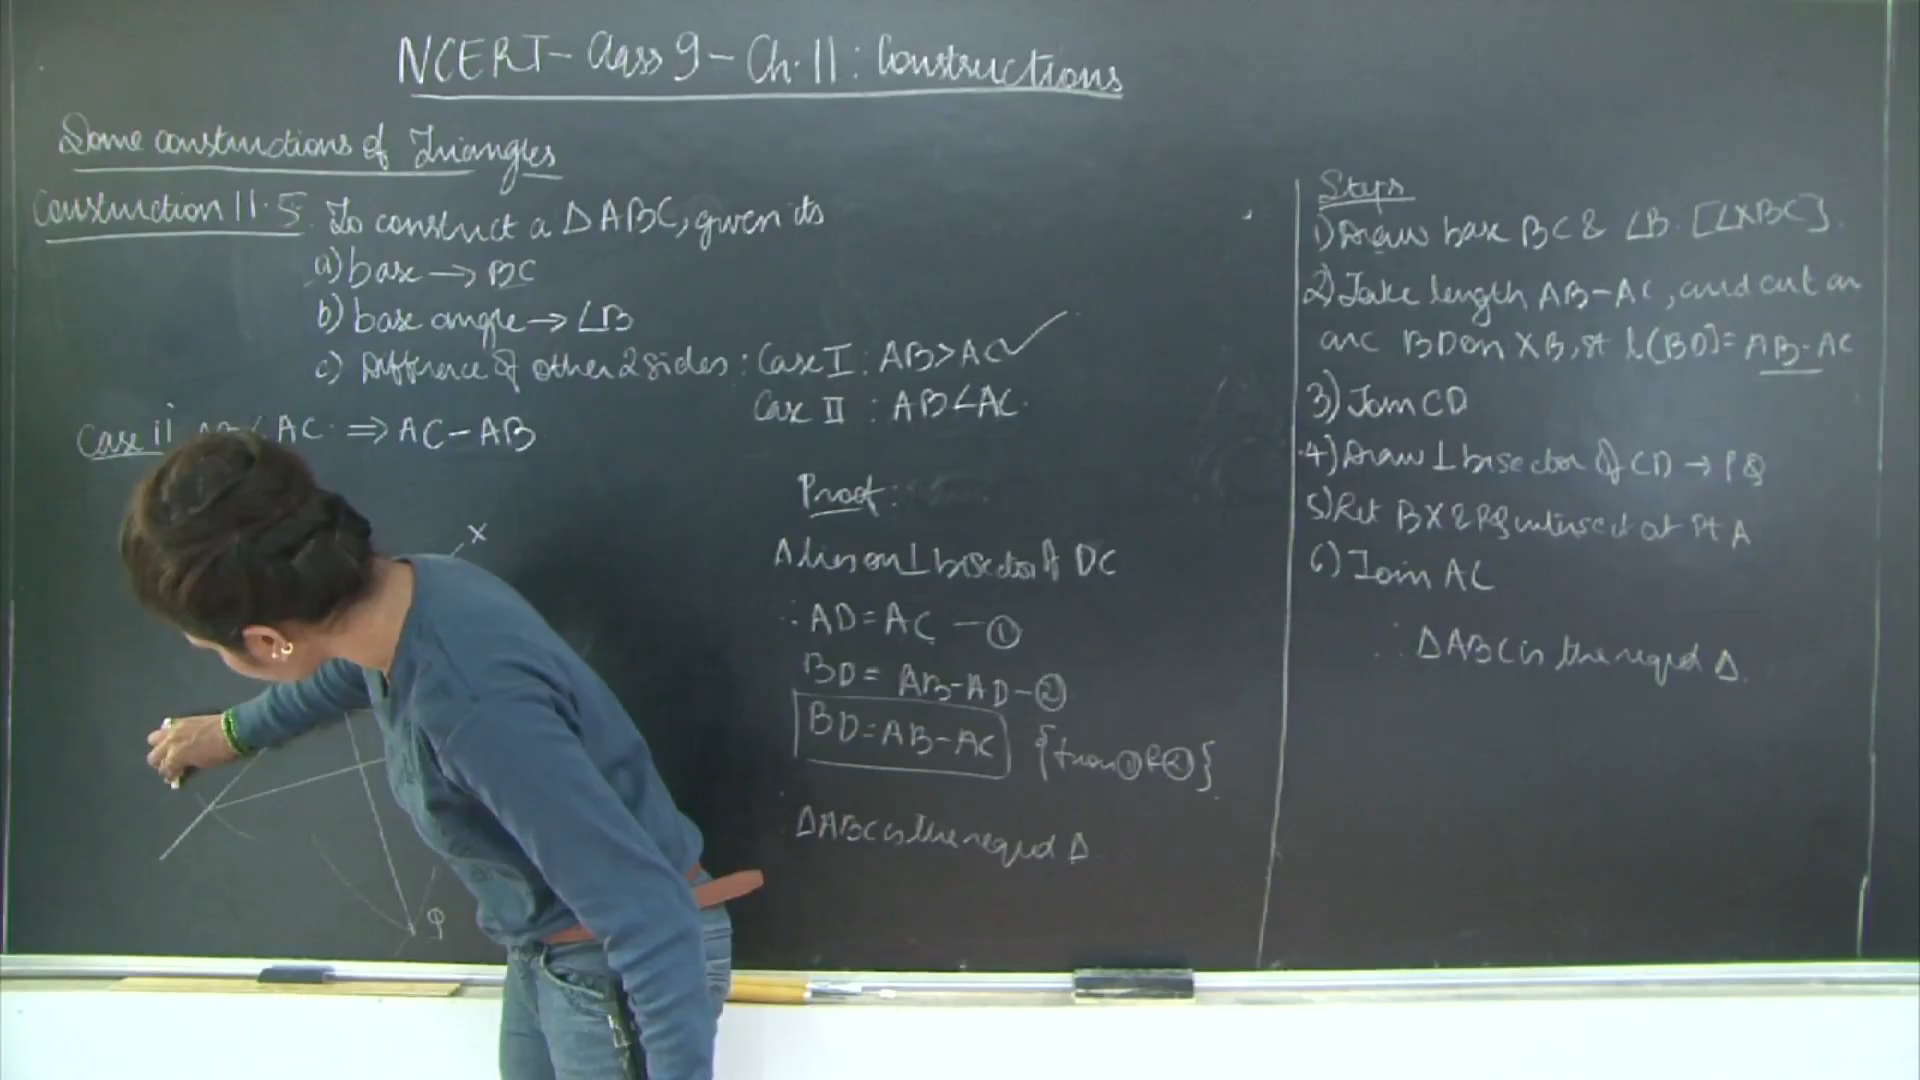 NCERT - Class 9 - Ch. 11 : Constructions
Some constructions of Triangles
Construction 11.5 To construct a Δ ABC, given its
a) base → BC
b) base angle → ∠B
c) Difference of other 2 sides : Case I : AB > AC ✓
Case II : AB < AC.
Case ii AC ⇒ AC - AB
X
Q
Proof :
A lies on ⊥ bisector of DC
∴ AD = AC - ①
BD = AB - AD - ②
BD = AB - AC {from ① & ②}
Δ ABC is the reqd Δ
Steps
1) Draw base BC & ∠B. [∠XBC].
2) Take length AB - AC, and cut an
arc BD on XB, st l(BD) = AB - AC
3) Join CD
4) Draw ⊥ bisector of CD → PQ
5) Let BX & PQ intersect at Pt A
6) Join AC
∴ Δ ABC is the reqd Δ.